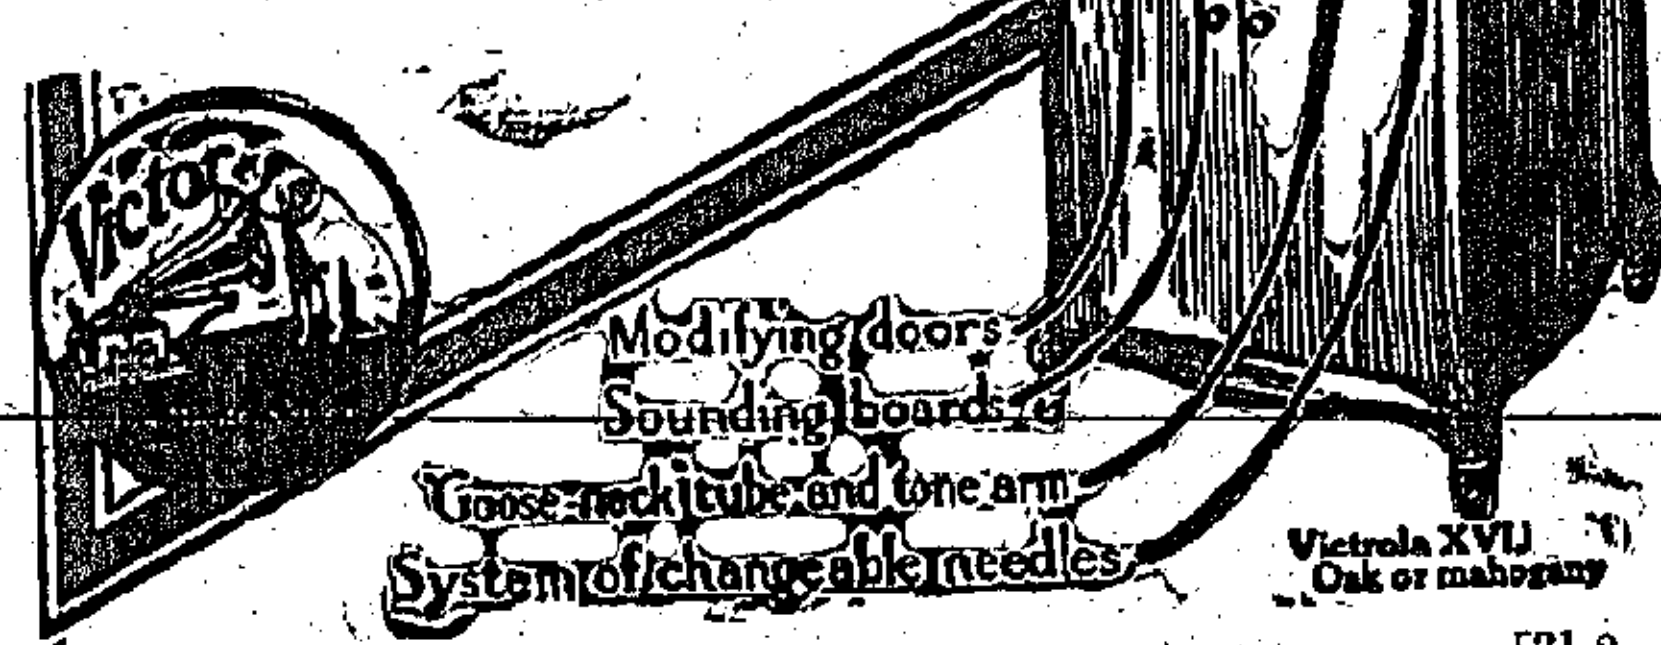 Victor
Modifying doors
Sounding boards
Goose-neck tube and tone arm
System of changeable needles
Victrola XVII
Oak or mahogany